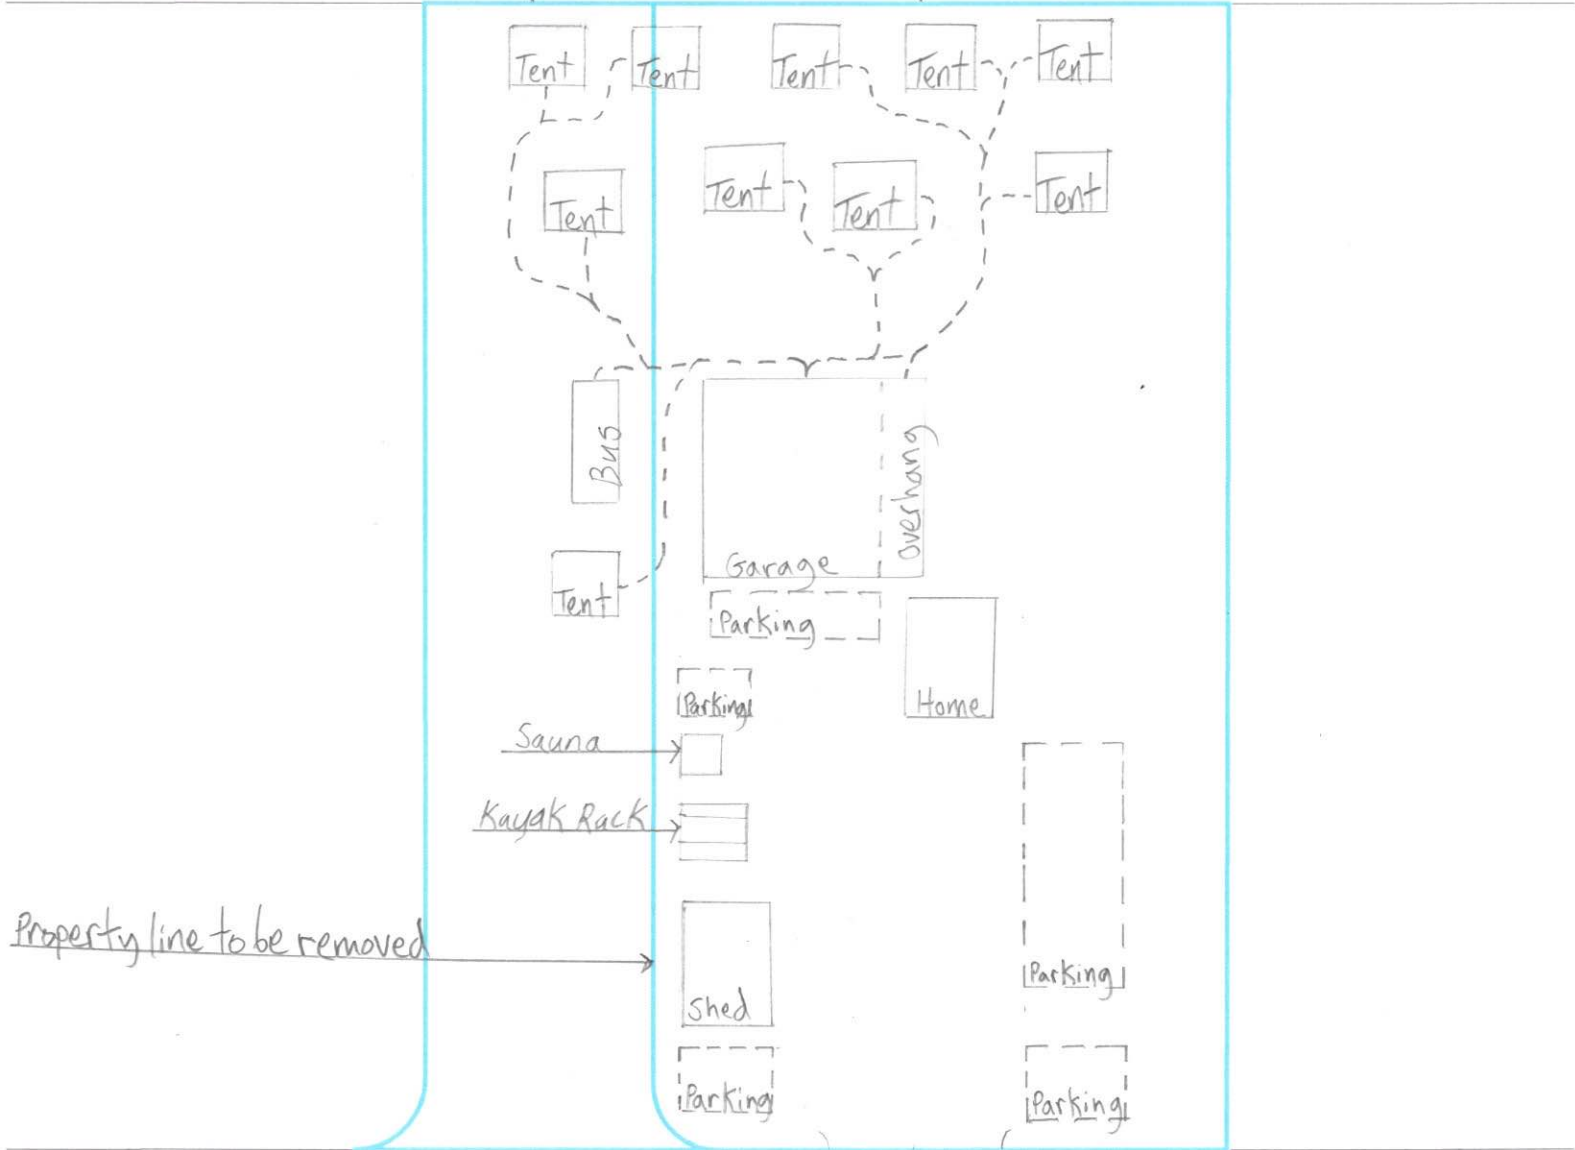 Tent
Tent
Tent
Tent
Tent
Tent
Tent
Tent
Tent
Bus
Overhang
Garage
Tent
Parking
Parking
Home
Sauna
Kayak Rack
Property line to be removed
Parking
Shed
Parking
Parking